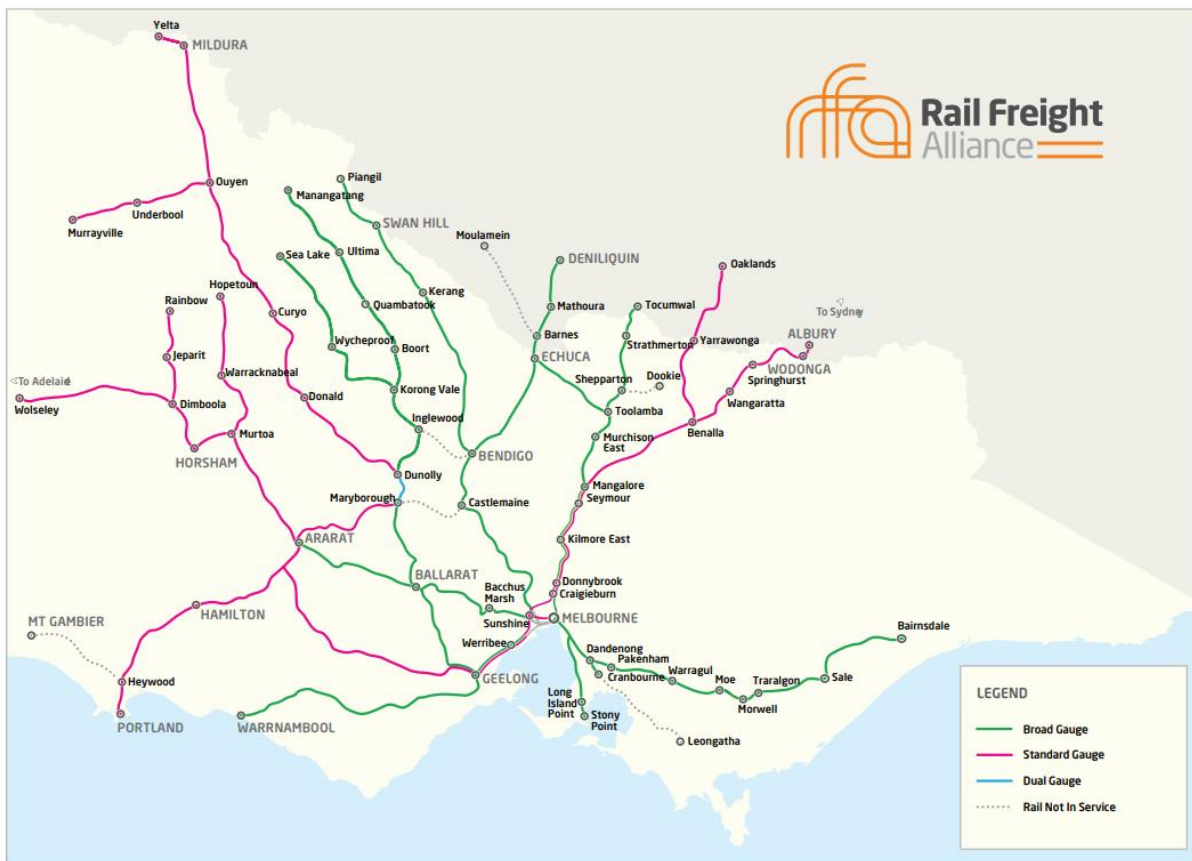 Yelta
MILDURA
Rail Freight
Alliance
Ouyen
Piangil
Manangatang
Underbool
Murrayville
SWAN HILL
Moulamein
Sea Lake
Ultima
DENILIQUIN
Oaklands
Hopetoun
Rainbow
Kerang
Quambatook
Mathoura
Tocumwal
Curyo
To Sydney
Barnes
Strathmerton
ALBURY
Yarrawonga
Wycheproof
Boort
ECHUCA
Jeparit
WODONGA
Warracknabeal
Springhurst
To Adelaide
Shepparton
Dookie
Korong Vale
Wangaratta
Wolseley
Dimboola
Donald
Toolamba
Inglewood
Benalla
Murtoa
Murchison
East
HORSHAM
BENDIGO
Dunolly
Mangalore
Seymour
Maryborough
Castlemaine
ARARAT
Kilmore East
BALLARAT
Donnybrook
Craigieburn
Bacchus
Marsh
HAMILTON
Sunshine
MELBOURNE
MT GAMBIER
Werribee
Bairnsdale
Dandenong
Pakenham
Cranbourne
Warragul
Heywood
GEELONG
Moe
Traralgon
Sale
Morwell
Long
Island
Point
Stony
Point
PORTLAND
WARRNAMBOOL
Leongatha
LEGEND
Broad Gauge
Standard Gauge
Dual Gauge
Rail Not In Service